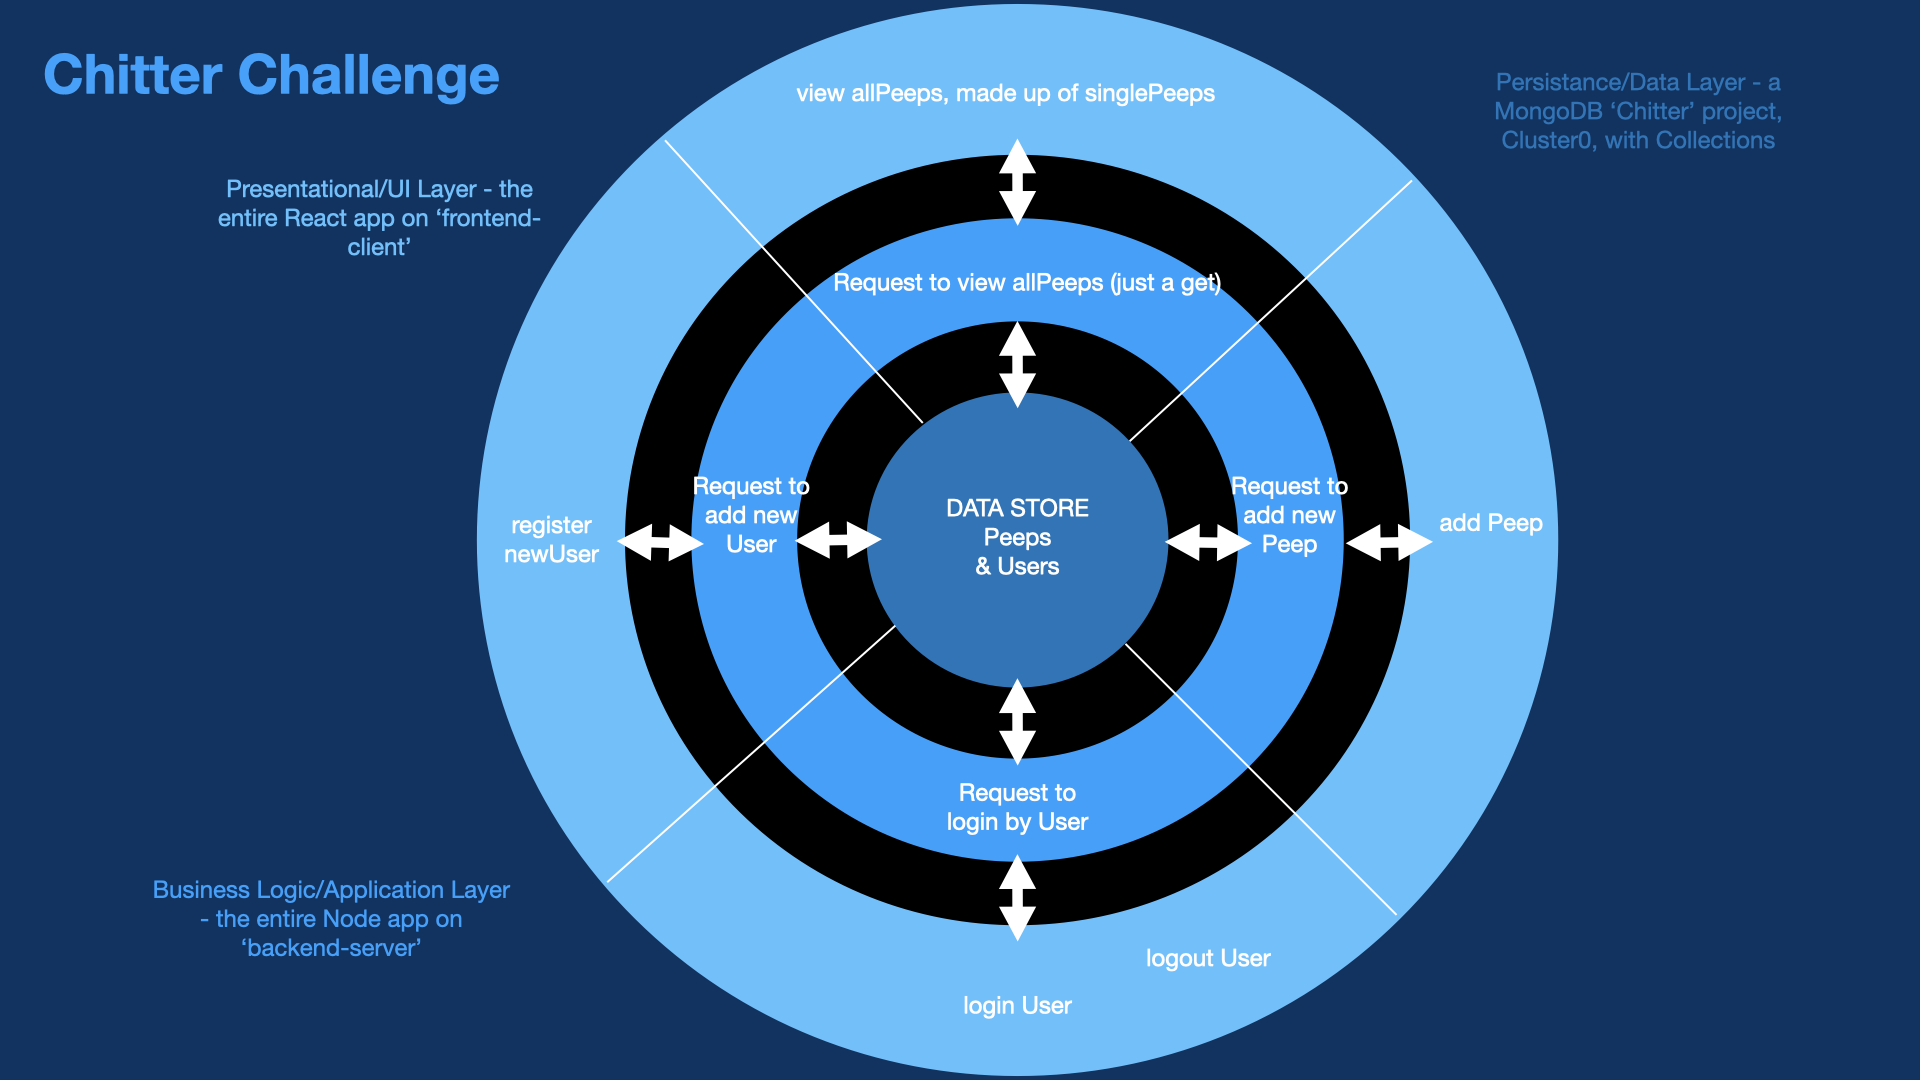 Chitter Challenge
view allPeeps, made up of singlePeeps
Persistance/Data Layer - a
MongoDB ‘Chitter’ project,
Cluster0, with Collections
Presentational/UI Layer - the
entire React app on ‘frontend-
client’
Request to view allPeeps (just a get)
register
newUser
Request to
add new
User
DATA STORE
Peeps
& Users
Request to
add new
Peep
add Peep
Request to
login by User
Business Logic/Application Layer
- the entire Node app on
‘backend-server’
logout User
login User